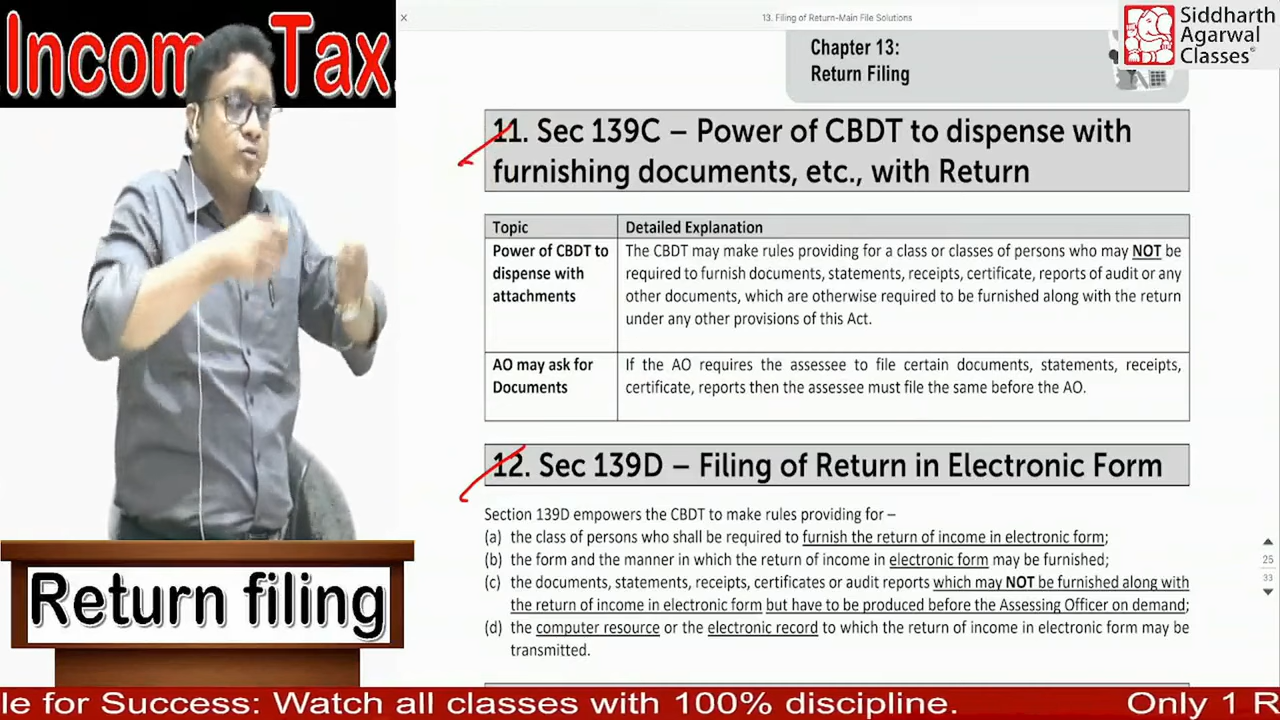 Income Tax.
×
13. Filing of Return-Main File Solutions
Siddharth
Agarwal
Classes®
Chapter 13:
Return Filing
11. Sec 139C – Power of CBDT to dispense with
furnishing documents, etc., with Return
Topic
Detailed Explanation
Power of CBDT to
dispense with
attachments
The CBDT may make rules providing for a class or classes of persons who may NOT be
required to furnish documents, statements, receipts, certificate, reports of audit or any
other documents, which are otherwise required to be furnished along with the return
under any other provisions of this Act.
AO may ask for
Documents
If the AO requires the assessee to file certain documents, statements, receipts,
certificate, reports then the assessee must file the same before the AO.
12. Sec 139D – Filing of Return in Electronic Form
Section 139D empowers the CBDT to make rules providing for –
(a) the class of persons who shall be required to furnish the return of income in electronic form;
(b) the form and the manner in which the return of income in electronic form may be furnished;
(c) the documents, statements, receipts, certificates or audit reports which may NOT be furnished along with
the return of income in electronic form but have to be produced before the Assessing Officer on demand;
(d) the computer resource or the electronic record to which the return of income in electronic form may be
transmitted.
25
33
Return filing
le for Success: Watch all classes with 100% discipline.
Only 1 R